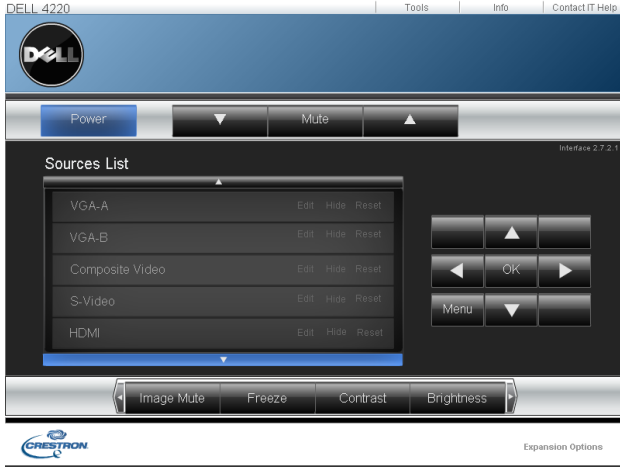 DELL 4220
Tools Info Contact IT Help
DELL
Power ▼ Mute ▲
Interface 2.7.2.1
Sources List
VGA-A Edit Hide Reset
VGA-B Edit Hide Reset
Composite Video Edit Hide Reset
S-Video Edit Hide Reset
HDMI Edit Hide Reset
OK
Menu
Image Mute Freeze Contrast Brightness
CRESTRON
Expansion Options